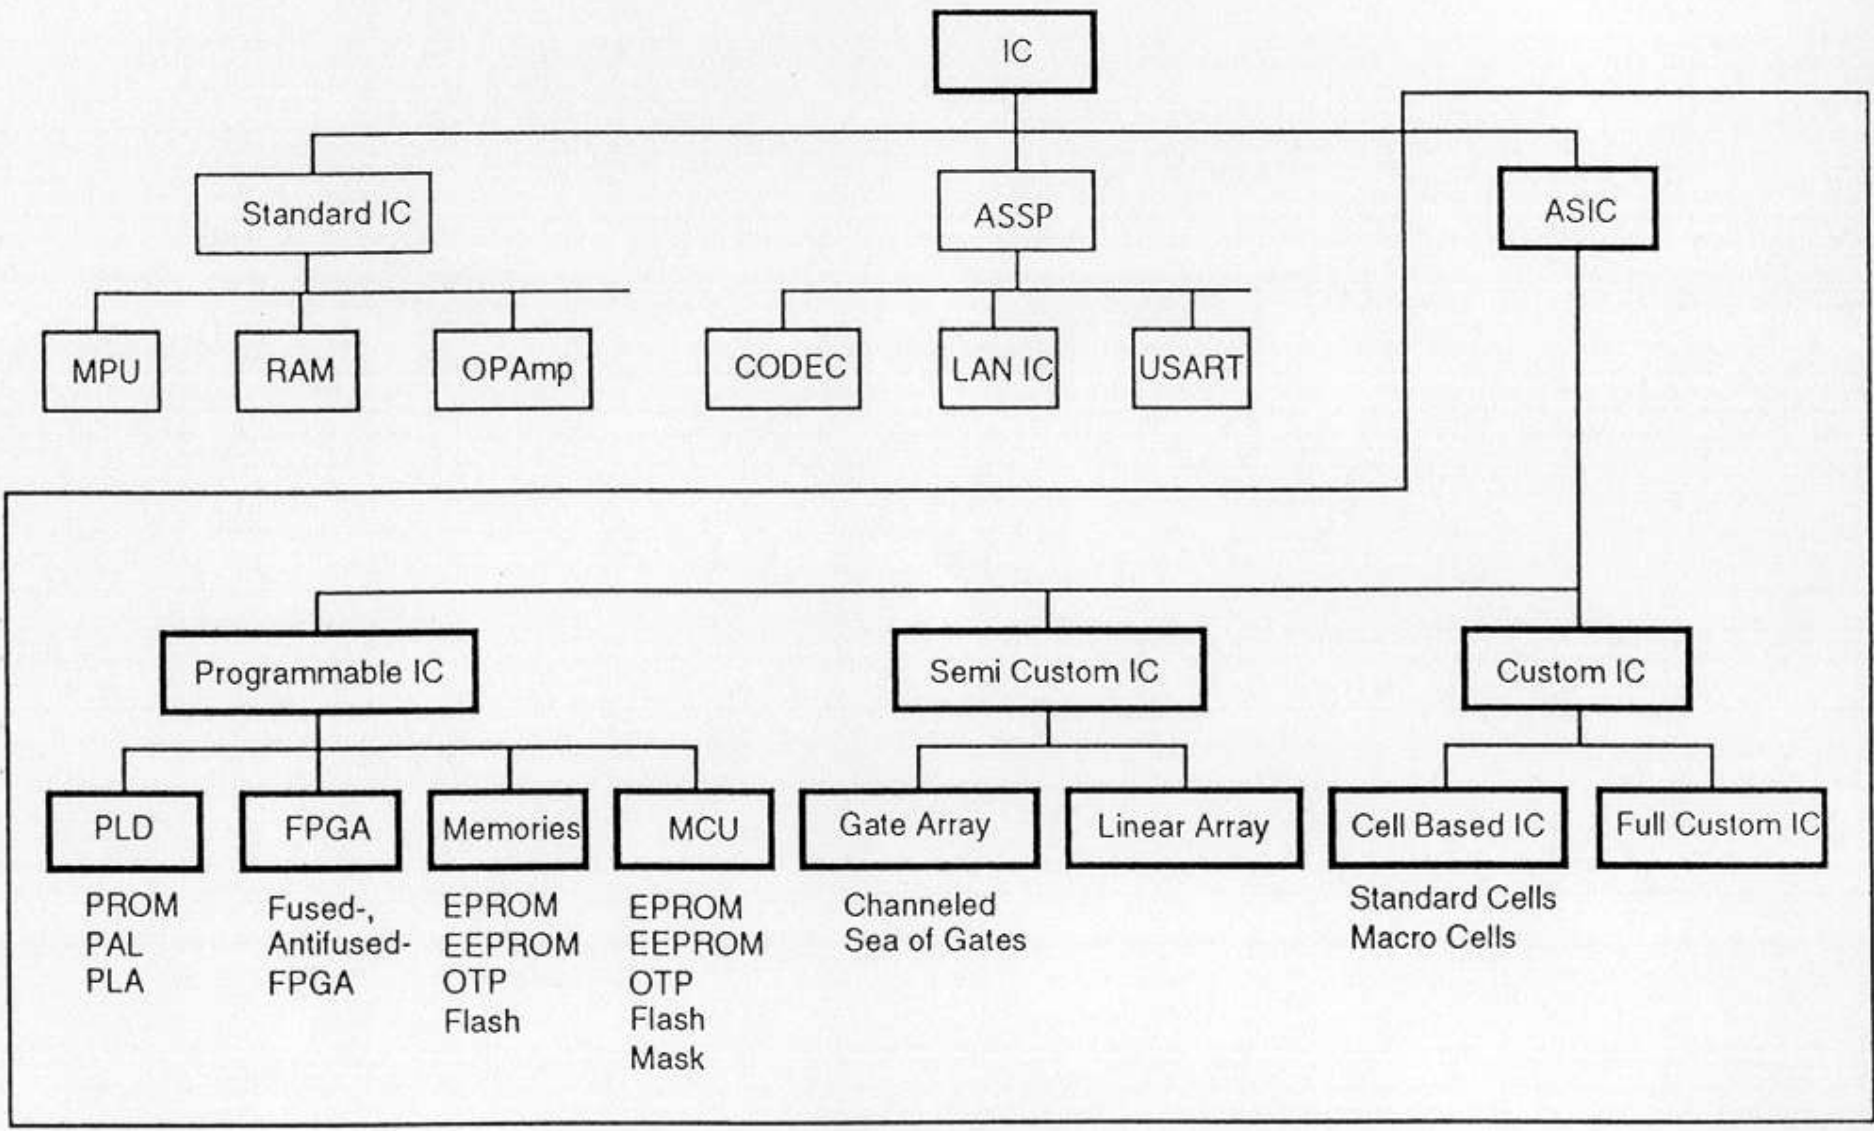 IC
Standard IC
ASSP
ASIC
MPU
RAM
OPAmp
CODEC
LAN IC
USART
Programmable IC
Semi Custom IC
Custom IC
PLD
FPGA
Memories
MCU
Gate Array
Linear Array
Cell Based IC
Full Custom IC
PROM
PAL
PLA
Fused-,
Antifused-
FPGA
EPROM
EEPROM
OTP
Flash
EPROM
EEPROM
OTP
Flash
Mask
Channeled
Sea of Gates
Standard Cells
Macro Cells